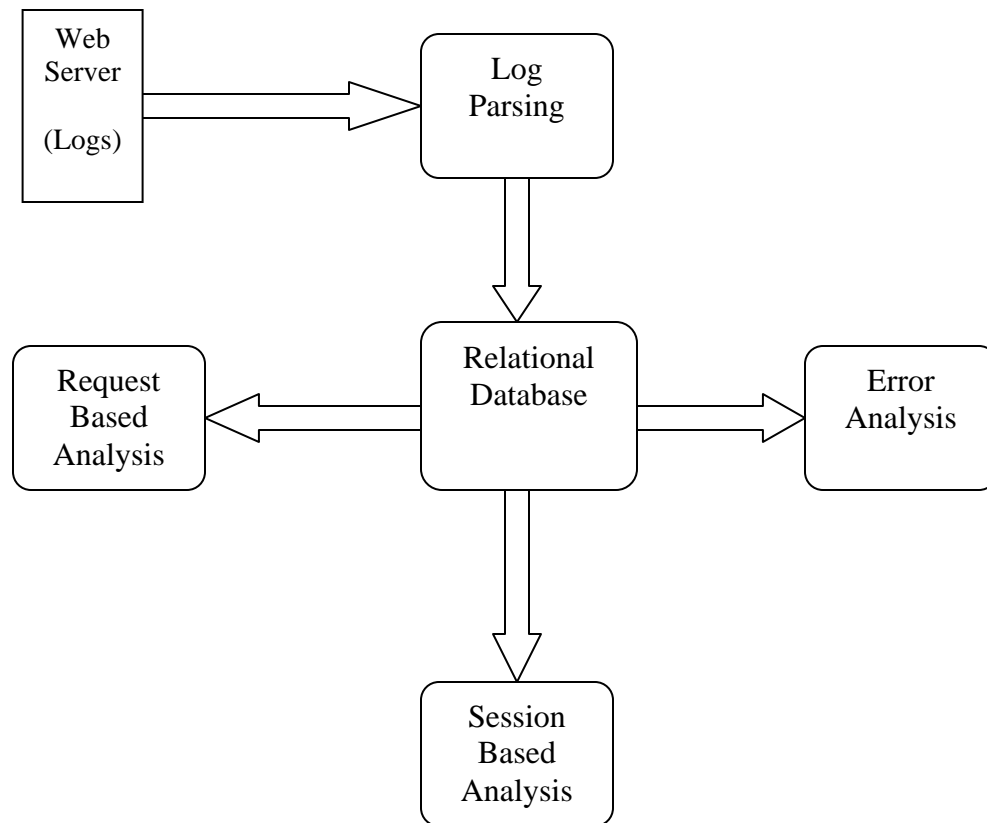 Web
Server
(Logs)
Log
Parsing
Relational
Database
Request
Based
Analysis
Error
Analysis
Session
Based
Analysis